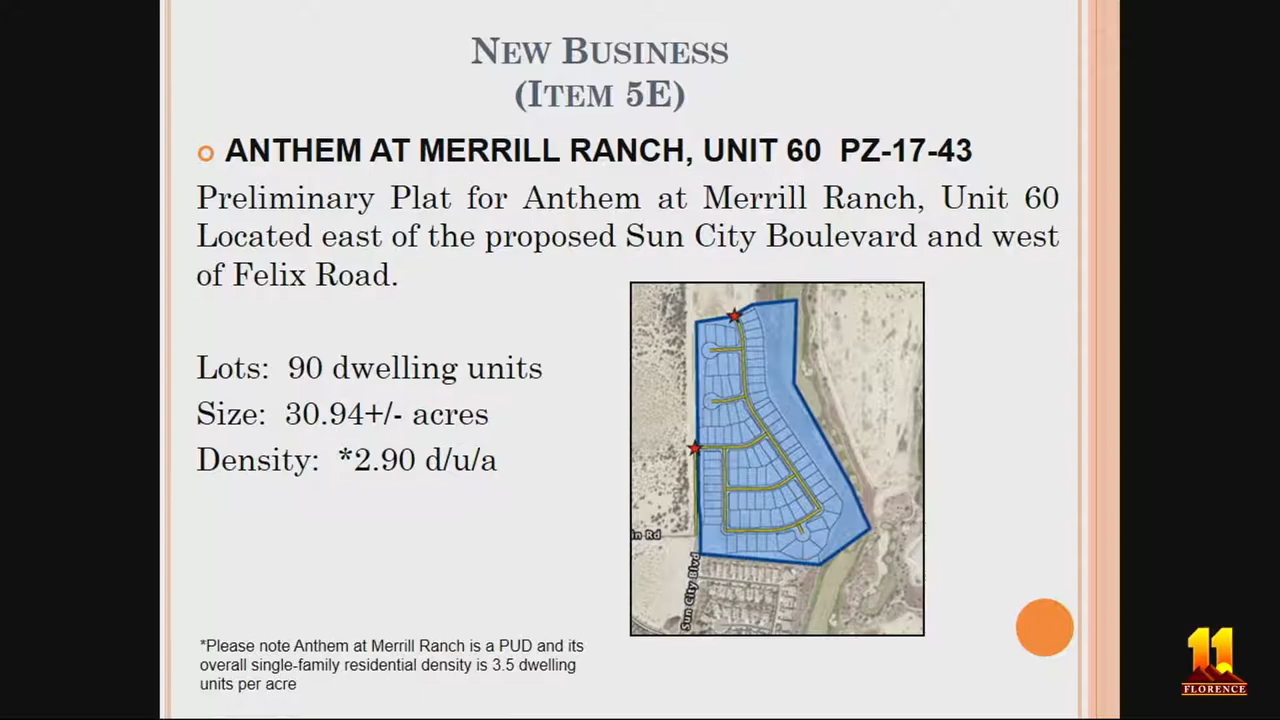 NEW BUSINESS
(ITEM 5E)
ANTHEM AT MERRILL RANCH, UNIT 60 PZ-17-43
Preliminary Plat for Anthem at Merrill Ranch, Unit 60
Located east of the proposed Sun City Boulevard and west
of Felix Road.
Lots: 90 dwelling units
Size: 30.94+/- acres
Density: *2.90 d/u/a
in Rd
Sun City Blvd
*Please note Anthem at Merrill Ranch is a PUD and its
overall single-family residential density is 3.5 dwelling
units per acre
11
FLORENCE